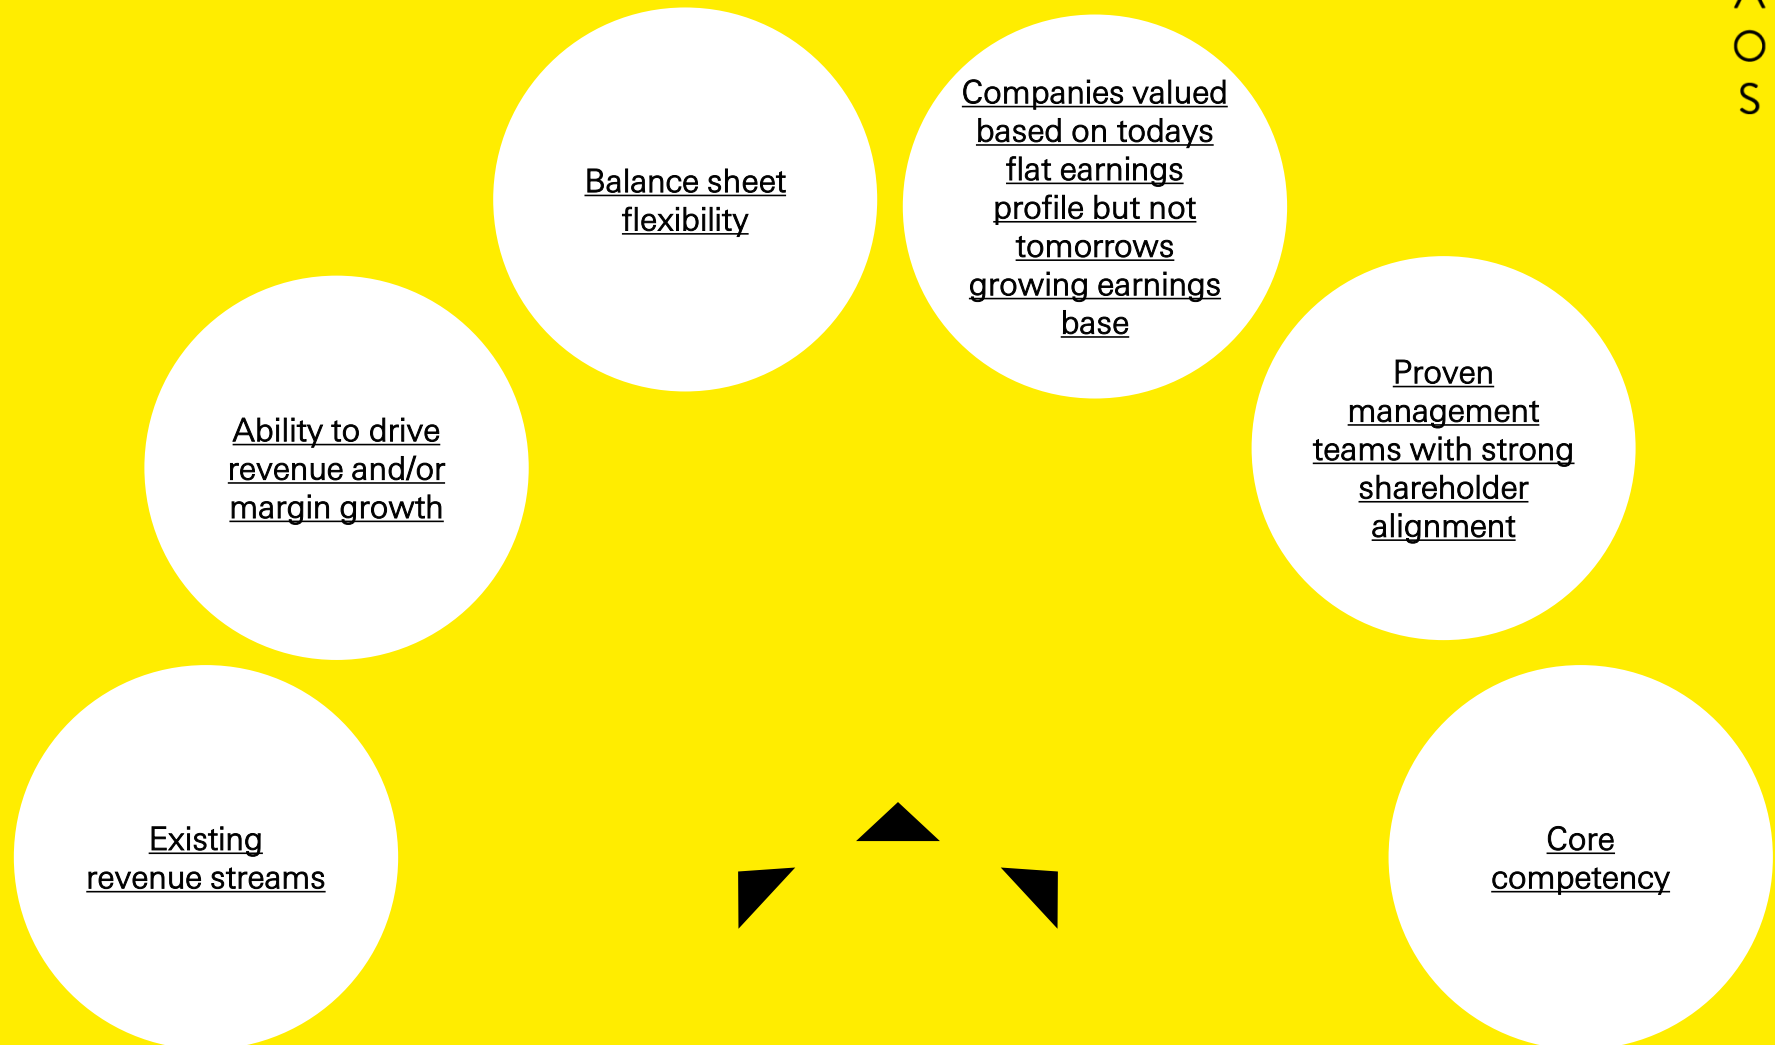 Existing
revenue streams
Ability to drive
revenue and/or
margin growth
Balance sheet
flexibility
Companies valued
based on todays
flat earnings
profile but not
tomorrows
growing earnings
base
Proven
management
teams with strong
shareholder
alignment
Core
competency
O
S